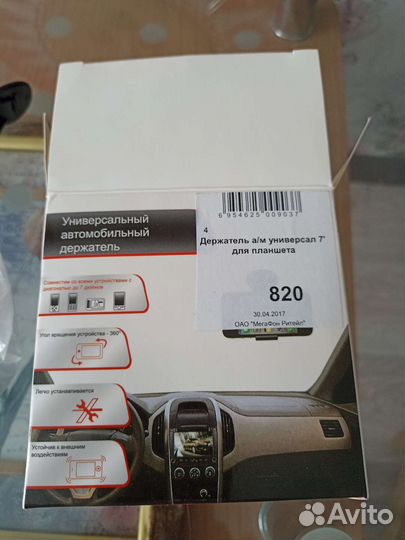 Универсальный
автомобильный
держатель
6 954625 009037
4
Держатель а/м универсал 7'
для планшета
820
30.04.2017
ОАО "МегаФон Ритейл"
Совместим со всеми устройствами с
диагональю до 7 дюймов
Угол вращения устройства - 360°
Легко устанавливается
Устойчив к внешним
воздействиям
Avito